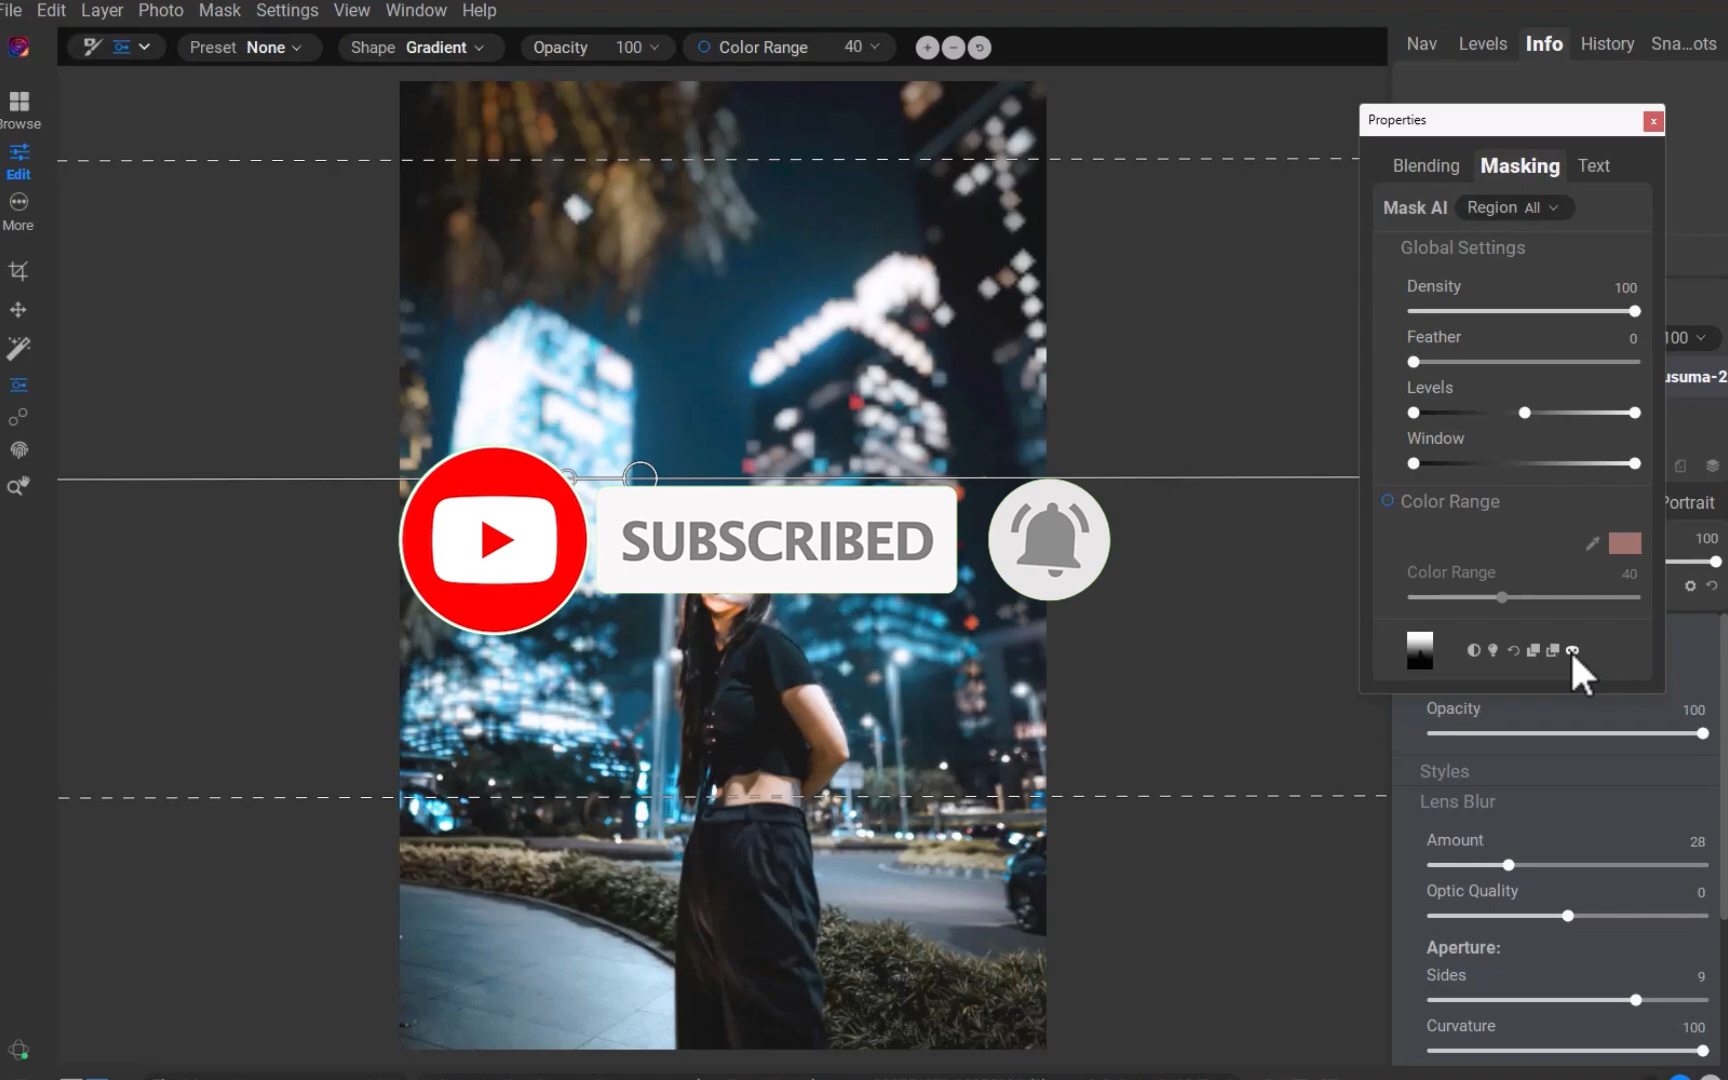 File Edit Layer Photo Mask Settings View Window Help
Preset None Shape Gradient Opacity 100 Color Range 40
Nav Levels Info History Sna...ots
Browse
Edit
More
Properties
Blending Masking Text
Mask AI Region All
Global Settings
Density 100
Feather 0
Levels
Window
Color Range
Color Range 40
100
usuma-2
Portrait
100
SUBSCRIBED
Opacity 100
Styles
Lens Blur
Amount 28
Optic Quality 0
Aperture:
Sides 9
Curvature 100